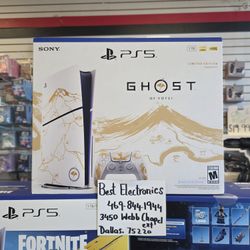 SONY
PS5
1TB
LIMITED EDITION
GHOST
OF YŌTEI
M
Best Electronics
469-844-1944
3450 Webb Chapel
ext
Dallas. 75220
PS5
FORTNITE